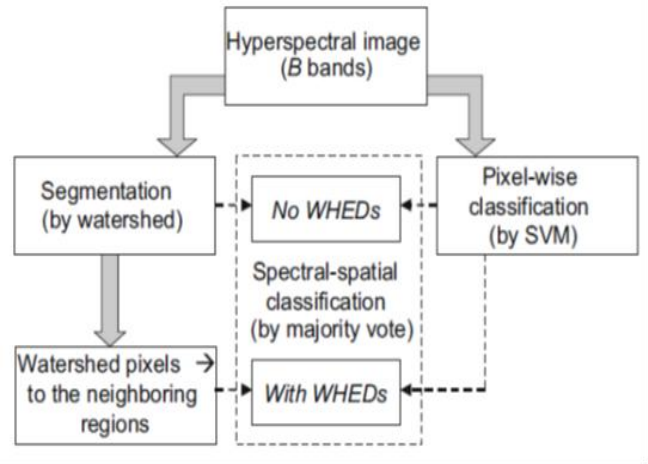 Hyperspectral image
(B bands)
Segmentation
(by watershed)
No WHEDs
Pixel-wise
classification
(by SVM)
Spectral-spatial
classification
(by majority vote)
Watershed pixels →
to the neighboring
regions
With WHEDs